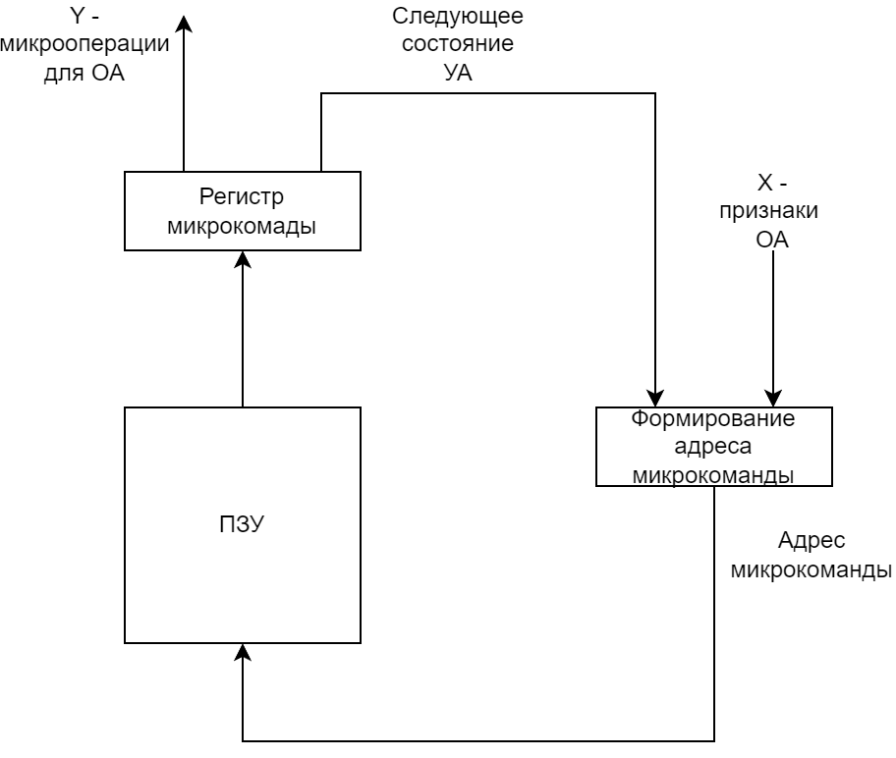 Y -
микрооперации
для ОА
Следующее
состояние
УА
Регистр
микрокомады
X -
признаки
ОА
Формирование
адреса
микрокоманды
ПЗУ
Адрес
микрокоманды